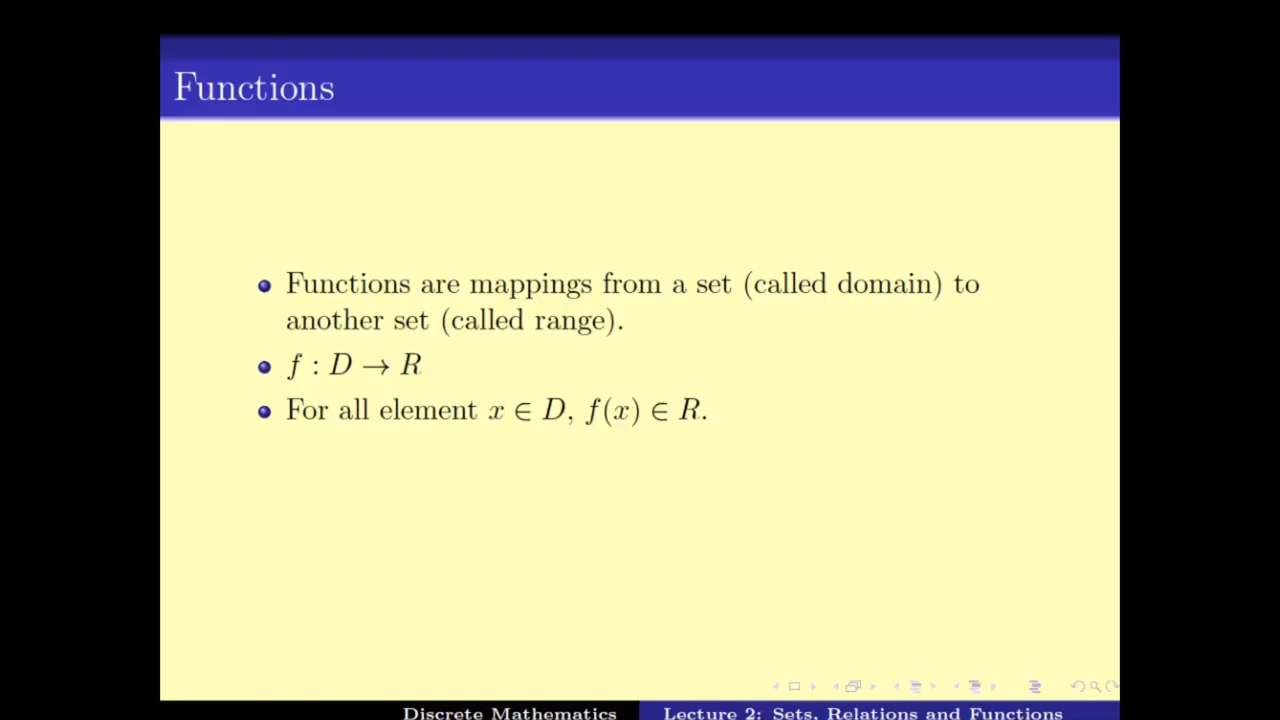 Functions
Functions are mappings from a set (called domain) to
another set (called range).
f : D → R
For all element x ∈ D, f(x) ∈ R.
Discrete Mathematics Lecture 2: Sets, Relations and Functions